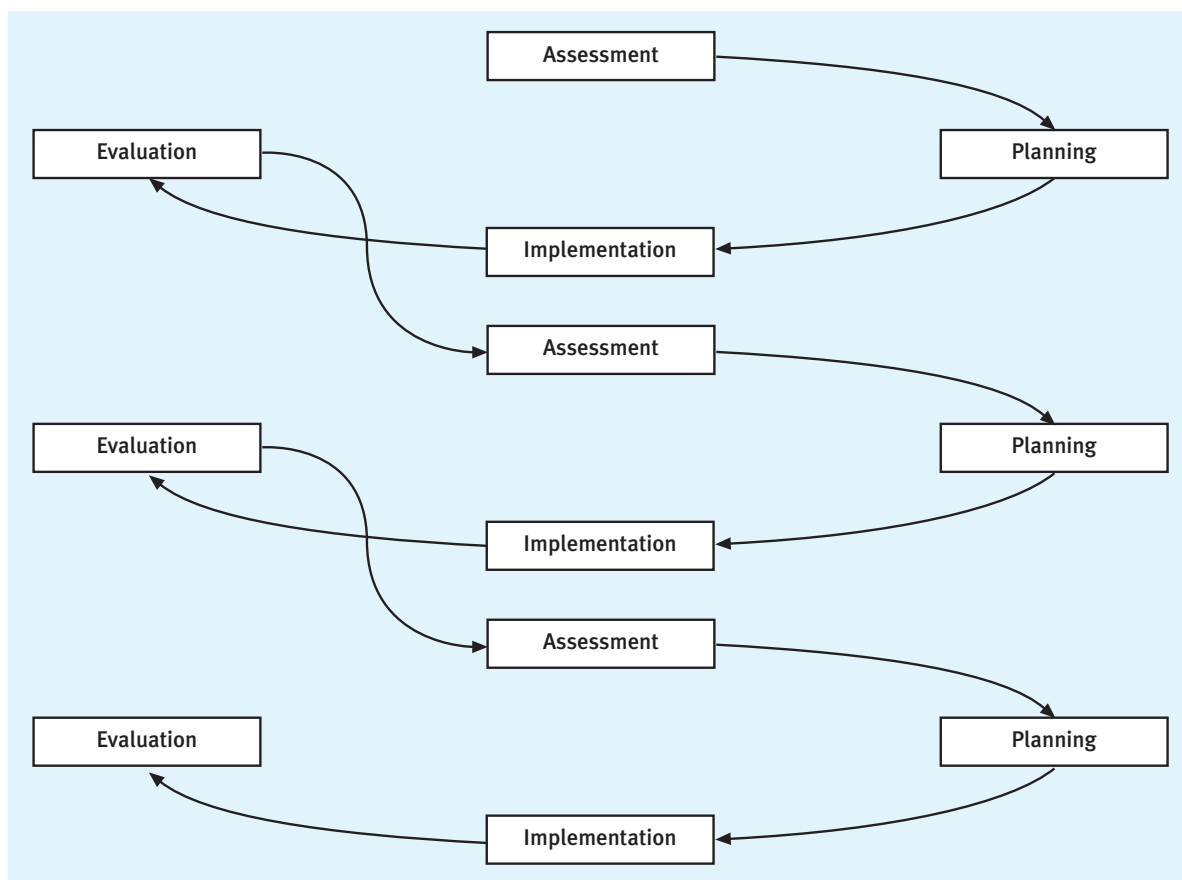 Assessment
Evaluation
Planning
Implementation
Assessment
Evaluation
Planning
Implementation
Assessment
Evaluation
Planning
Implementation